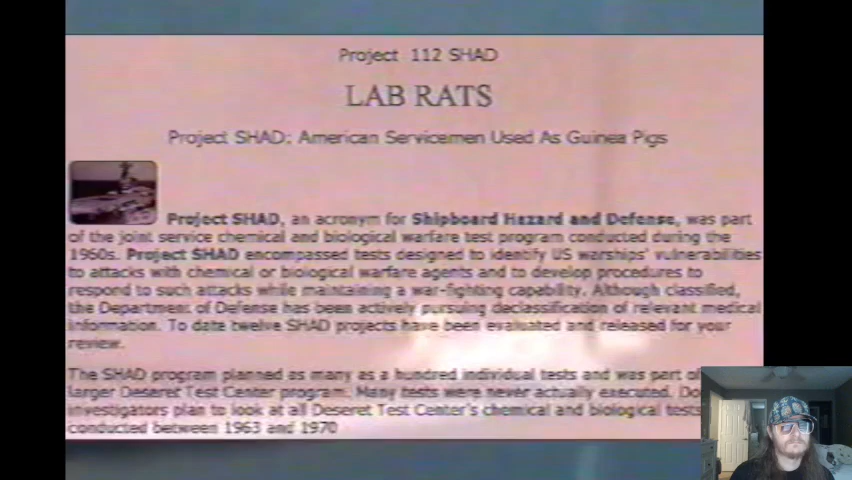 Project 112 SHAD
LAB RATS
Project SHAD: American Servicemen Used As Guinea Pigs
Project SHAD, an acronym for Shipboard Hazard and Defense, was part
of the joint service chemical and biological warfare test program conducted during the
1960s. Project SHAD encompassed tests designed to identify US warships' vulnerabilities
to attacks with chemical or biological warfare agents and to develop procedures to
respond to such attacks while maintaining a war-fighting capability. Although classified,
the Department of Defense has been actively pursuing declassification of relevant medical
information. To date twelve SHAD projects have been evaluated and released for your
review.
The SHAD program planned as many as a hundred individual tests and was part of
larger Deseret Test Center program. Many tests were never actually executed.
investigators plan to look at all Deseret Test Center's chemical and biological tests
conducted between 1963 and 1970